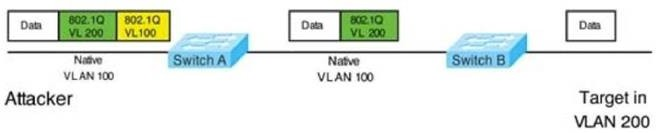 Data
802.1Q
VL 200
802.1Q
VL100
Native
VLAN 100
Switch A
Data
802.1Q
VL 200
Native
VLAN 100
Switch B
Data
Attacker
Target in
VLAN 200